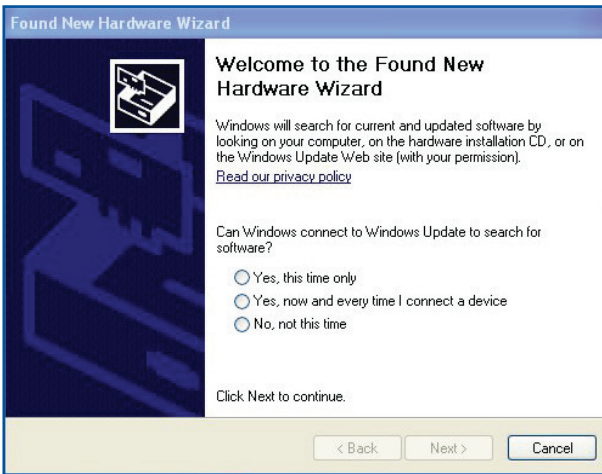 Found New Hardware Wizard
Welcome to the Found New
Hardware Wizard
Windows will search for current and updated software by
looking on your computer, on the hardware installation CD, or on
the Windows Update Web site (with your permission).
Read our privacy policy
Can Windows connect to Windows Update to search for
software?
Yes, this time only
Yes, now and every time I connect a device
No, not this time
Click Next to continue.
< Back
Next >
Cancel